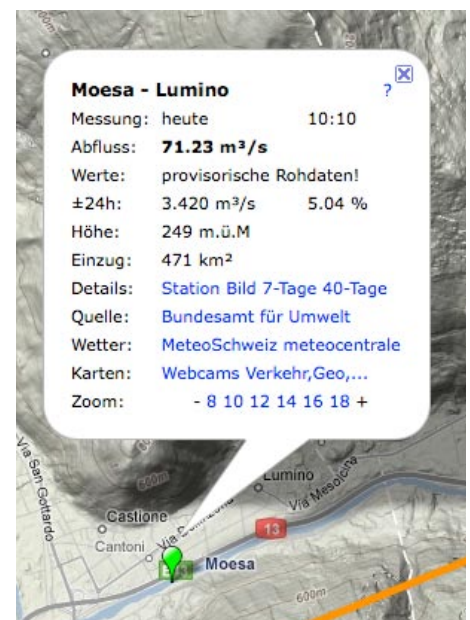 Moesa - Lumino
?
Messung: heute 10:10
Abfluss: 71.23 m³/s
Werte: provisorische Rohdaten!
±24h: 3.420 m³/s 5.04 %
Höhe: 249 m.ü.M
Einzug: 471 km²
Details: Station Bild 7-Tage 40-Tage
Quelle: Bundesamt für Umwelt
Wetter: MeteoSchweiz meteocentrale
Karten: Webcams Verkehr,Geo,...
Zoom: - 8 10 12 14 16 18 +
Via San Gottardo
600m
Lumino
Via Mesolcina
Castione
13
Cantoni
Moesa
600m